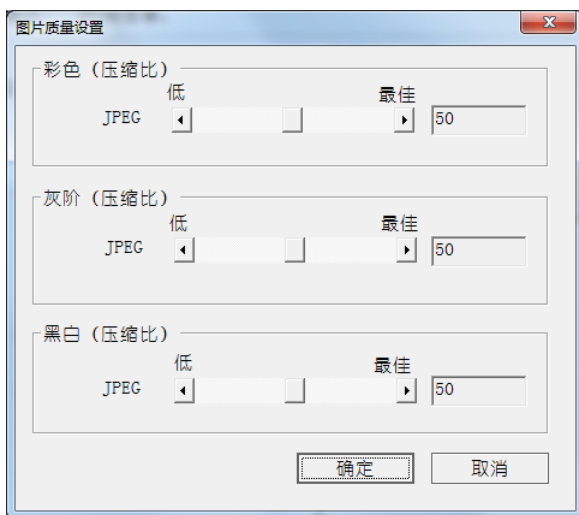 图片质量设置
彩色（压缩比）
低 最佳
JPEG 50
灰阶（压缩比）
低 最佳
JPEG 50
黑白（压缩比）
低 最佳
JPEG 50
确定 取消